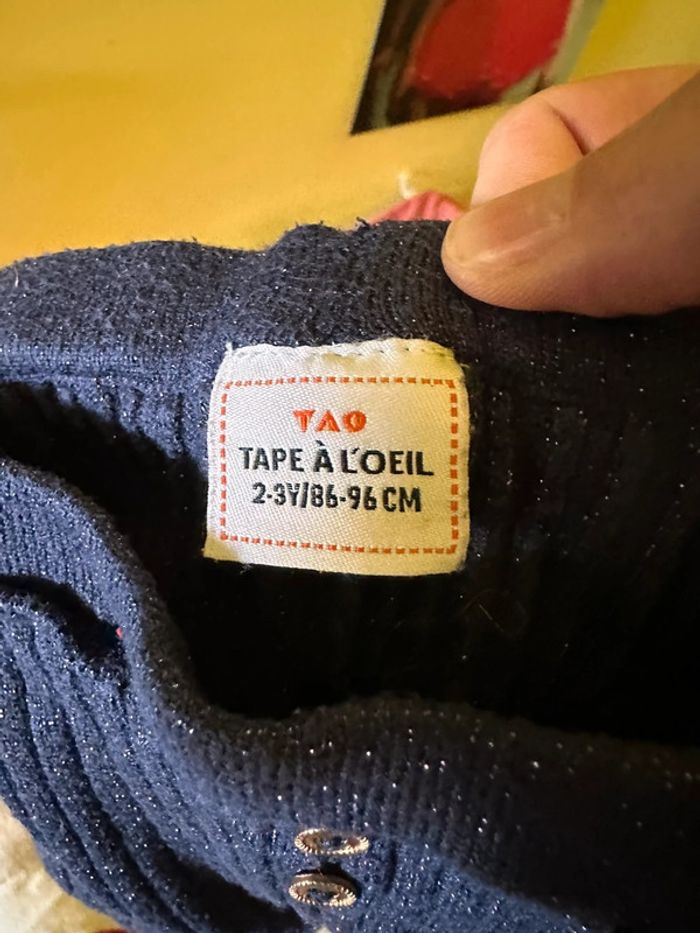 TAO
TAPE À L'OEIL
2-3Y/86-96 CM